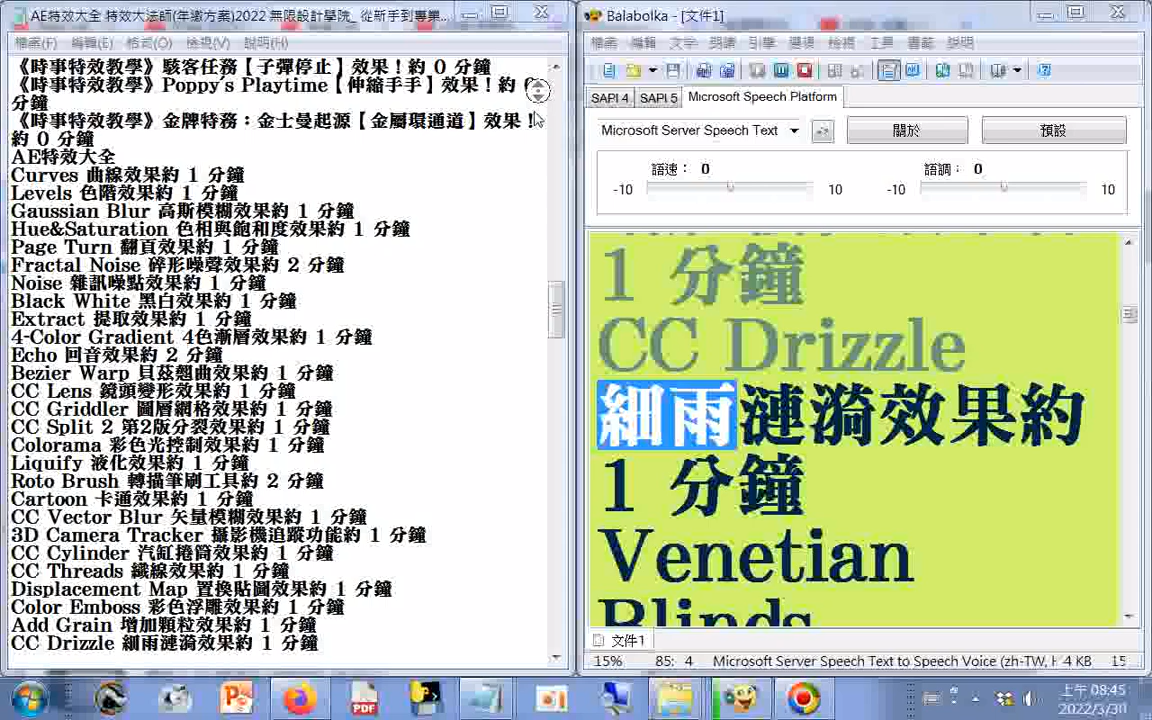 AE特效大全 特效大法師(年繳方案)2022 無限設計學院_ 從新手到專業...
檔案(F) 編輯(E) 格式(O) 檢視(V) 說明(H)
《時事特效教學》駭客任務【子彈停止】效果！約 0 分鐘
《時事特效教學》Poppy's Playtime【伸縮手手】效果！約 0
分鐘
《時事特效教學》金牌特務：金士曼起源【金屬環通道】效果！
約 0 分鐘
AE特效大全
Curves 曲線效果約 1 分鐘
Levels 色階效果約 1 分鐘
Gaussian Blur 高斯模糊效果約 1 分鐘
Hue&Saturation 色相與飽和度效果約 1 分鐘
Page Turn 翻頁效果約 1 分鐘
Fractal Noise 碎形噪聲效果約 2 分鐘
Noise 雜訊噪點效果約 1 分鐘
Black White 黑白效果約 1 分鐘
Extract 提取效果約 1 分鐘
4-Color Gradient 4色漸層效果約 1 分鐘
Echo 回音效果約 2 分鐘
Bezier Warp 貝茲翹曲效果約 1 分鐘
CC Lens 鏡頭變形效果約 1 分鐘
CC Griddler 圖層網格效果約 1 分鐘
CC Split 2 第2版分裂效果約 1 分鐘
Colorama 彩色光控制效果約 1 分鐘
Liquify 液化效果約 1 分鐘
Roto Brush 轉描筆刷工具約 2 分鐘
Cartoon 卡通效果約 1 分鐘
CC Vector Blur 矢量模糊效果約 1 分鐘
3D Camera Tracker 攝影機追蹤功能約 1 分鐘
CC Cylinder 汽缸捲筒效果約 1 分鐘
CC Threads 織線效果約 1 分鐘
Displacement Map 置換貼圖效果約 1 分鐘
Color Emboss 彩色浮雕效果約 1 分鐘
Add Grain 增加顆粒效果約 1 分鐘
CC Drizzle 細雨漣漪效果約 1 分鐘
Balabolka - [文件1]
檔案 編輯 文字 朗讀 引擎 選項 檢視 工具 書籤 說明
SAPI 4 SAPI 5 Microsoft Speech Platform
Microsoft Server Speech Text 關於 預設
語速： 0 語調： 0
-10 10 -10 10
1 分鐘
CC Drizzle
細雨漣漪效果約
1 分鐘
Venetian
Blinds
文件1
15% 85: 4 Microsoft Server Speech Text to Speech Voice (zh-TW, H 4 KB 15
上午 08:45
2022/3/30